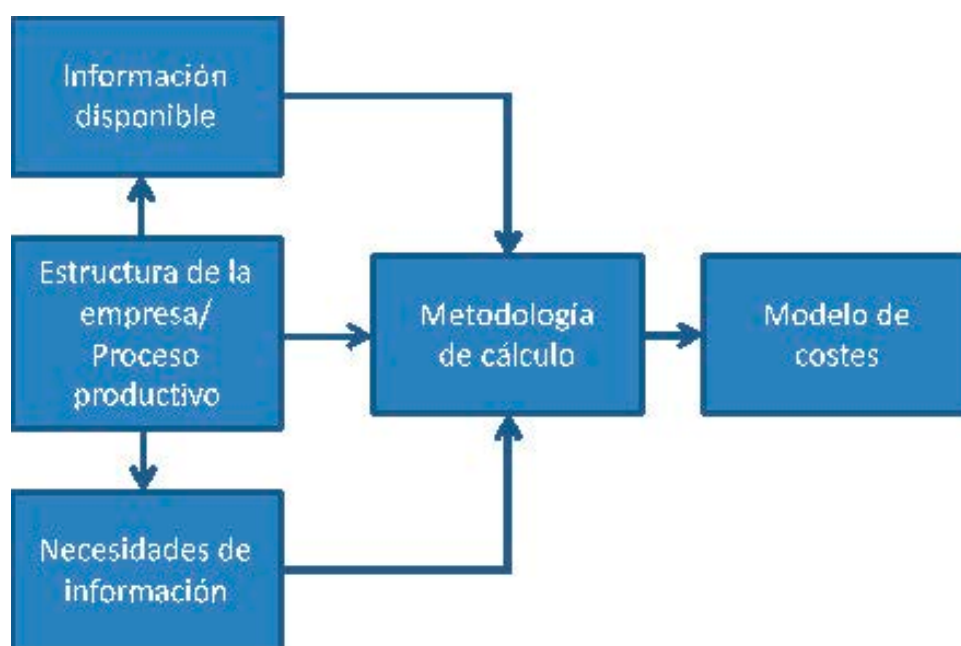 Información
disponible
Estructura de la
empresa/
Proceso
productivo
Metodología
de cálculo
Modelo de
costes
Necesidades de
información